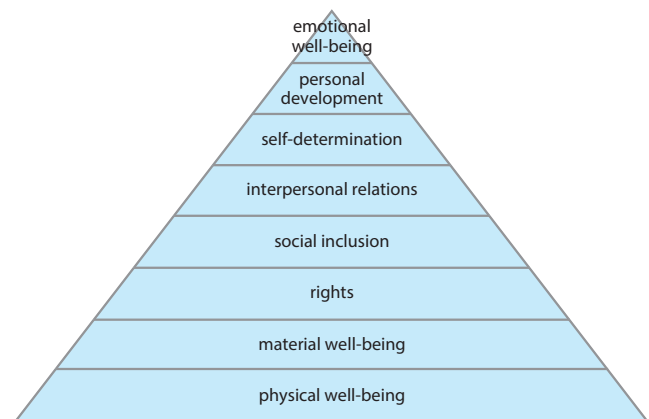 emotional
well-being
personal
development
self-determination
interpersonal relations
social inclusion
rights
material well-being
physical well-being